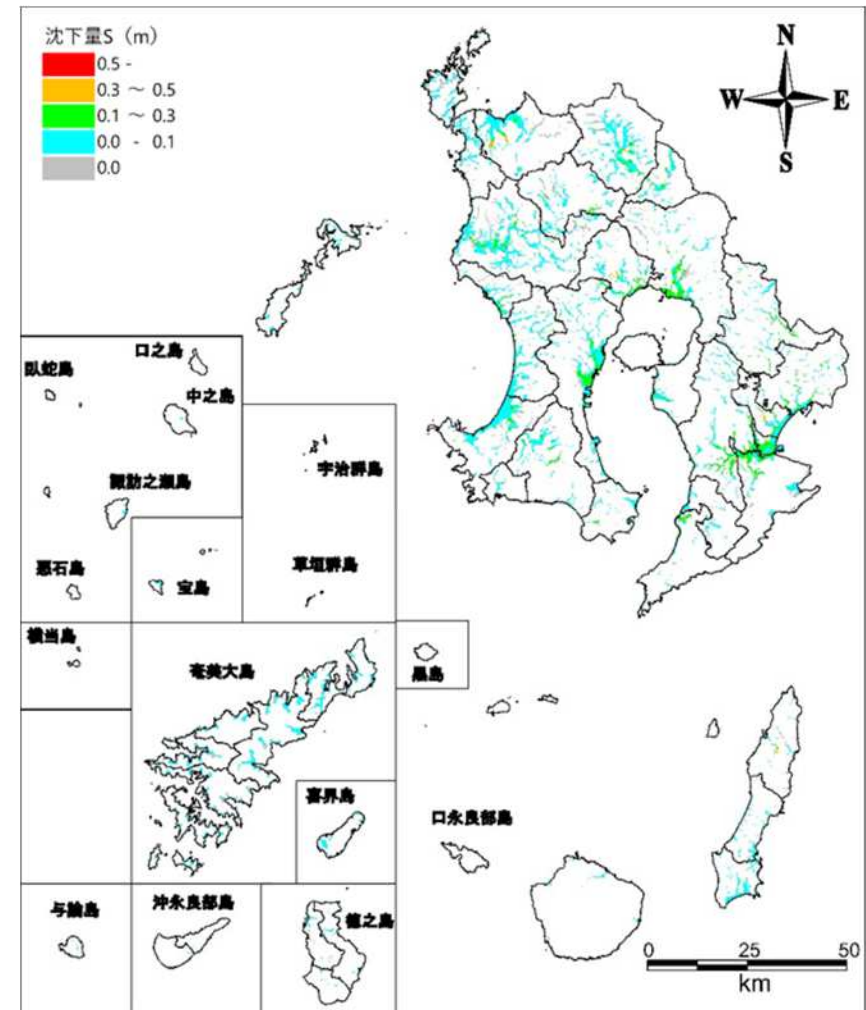 沈下量S（m）
0.5 -
0.3 ～ 0.5
0.1 ～ 0.3
0.0 - 0.1
0.0
N
W
E
S
臥蛇島
口之島
中之島
諏訪之瀬島
悪石島
宝島
宇治群島
草垣群島
横当島
奄美大島
黒島
喜界島
口永良部島
与論島
沖永良部島
徳之島
0 25 50
km